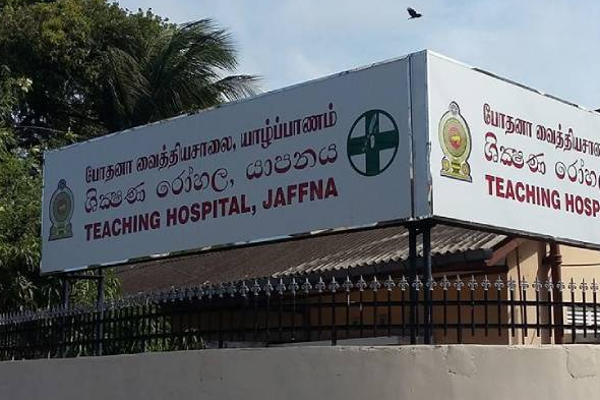 போதனா வைத்தியசாலை, யாழ்ப்பாணம்
ශික්ෂණ රෝහල, යාපනය
TEACHING HOSPITAL, JAFFNA
போதனா வைத்தியசாலை
ශික්ෂණ රෝහල
TEACHING HOSP